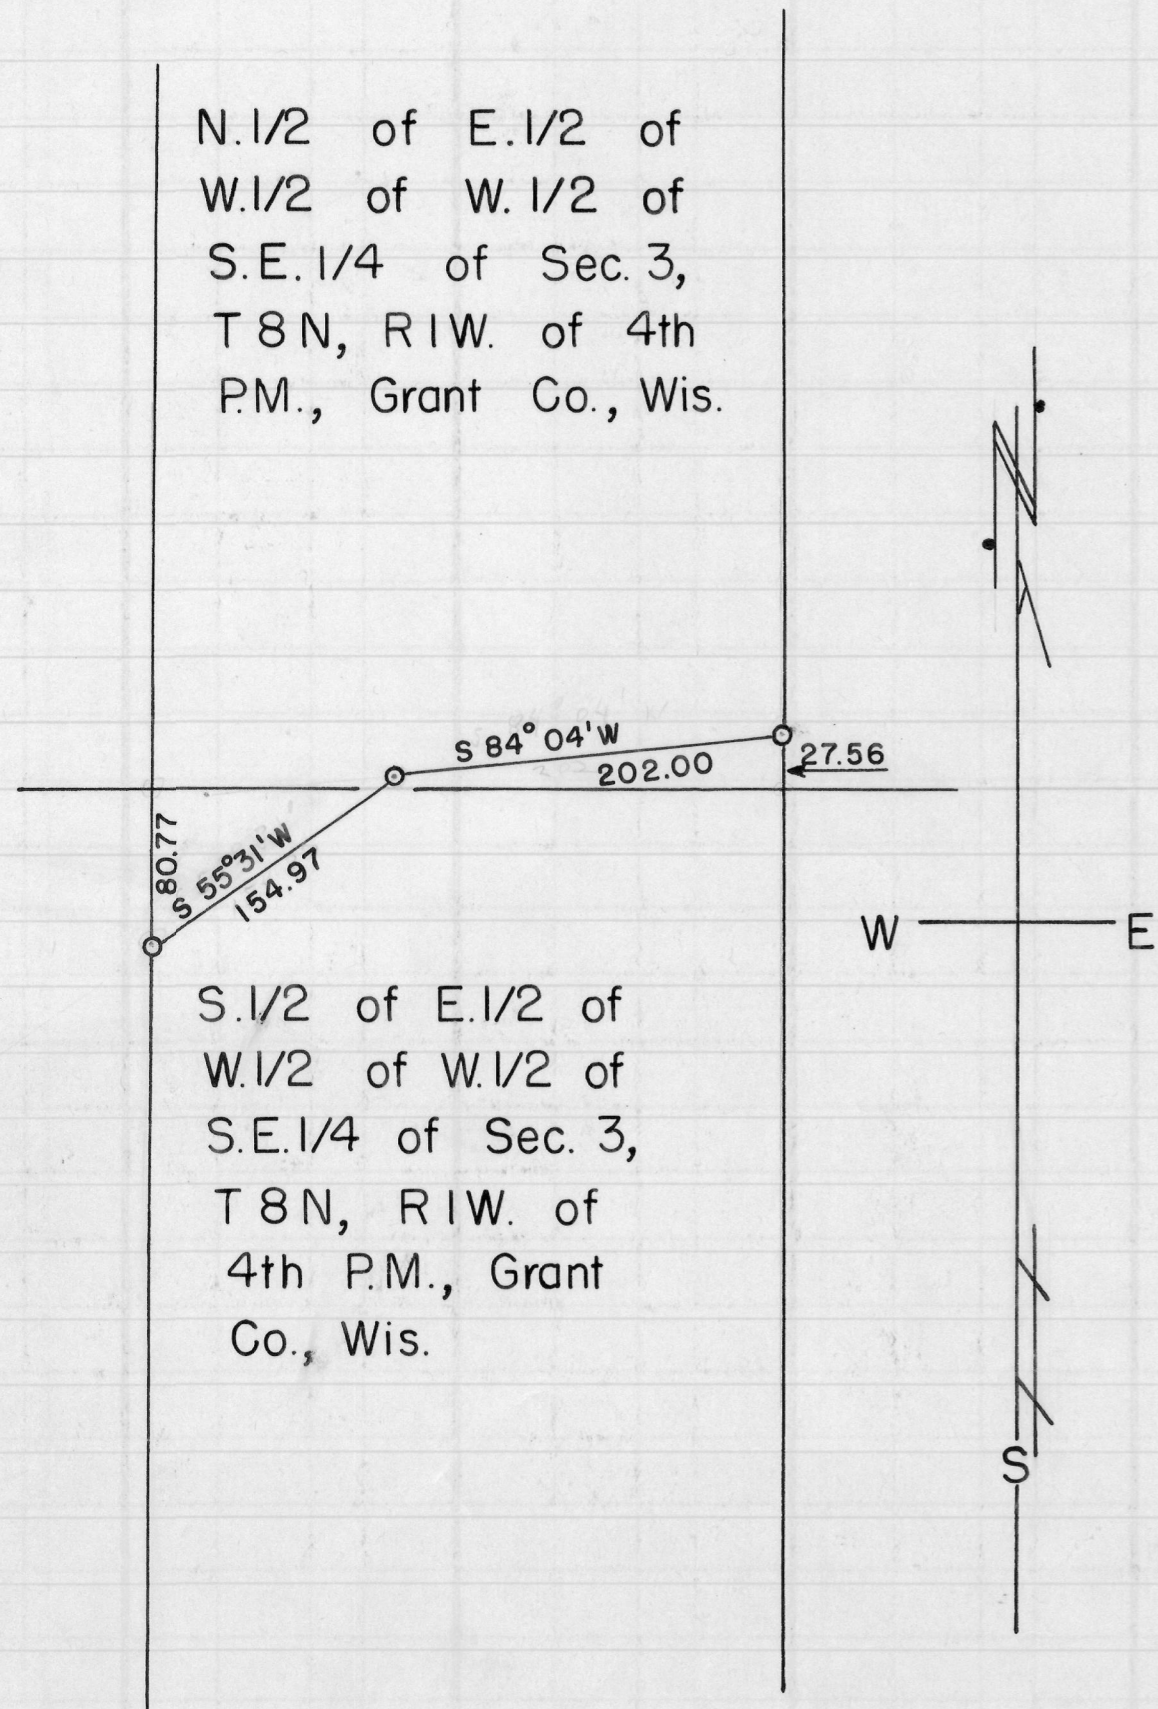 N.1/2 of E.1/2 of
W.1/2 of W.1/2 of
S.E.1/4 of Sec. 3,
T 8 N, R 1 W. of 4th
P.M., Grant Co., Wis.
N
S 84° 04' W
202.00
27.56
80.77
S 55° 31' W
154.97
W
E
S.1/2 of E.1/2 of
W.1/2 of W.1/2 of
S.E.1/4 of Sec. 3,
T 8 N, R 1 W. of
4th P.M., Grant
Co., Wis.
S